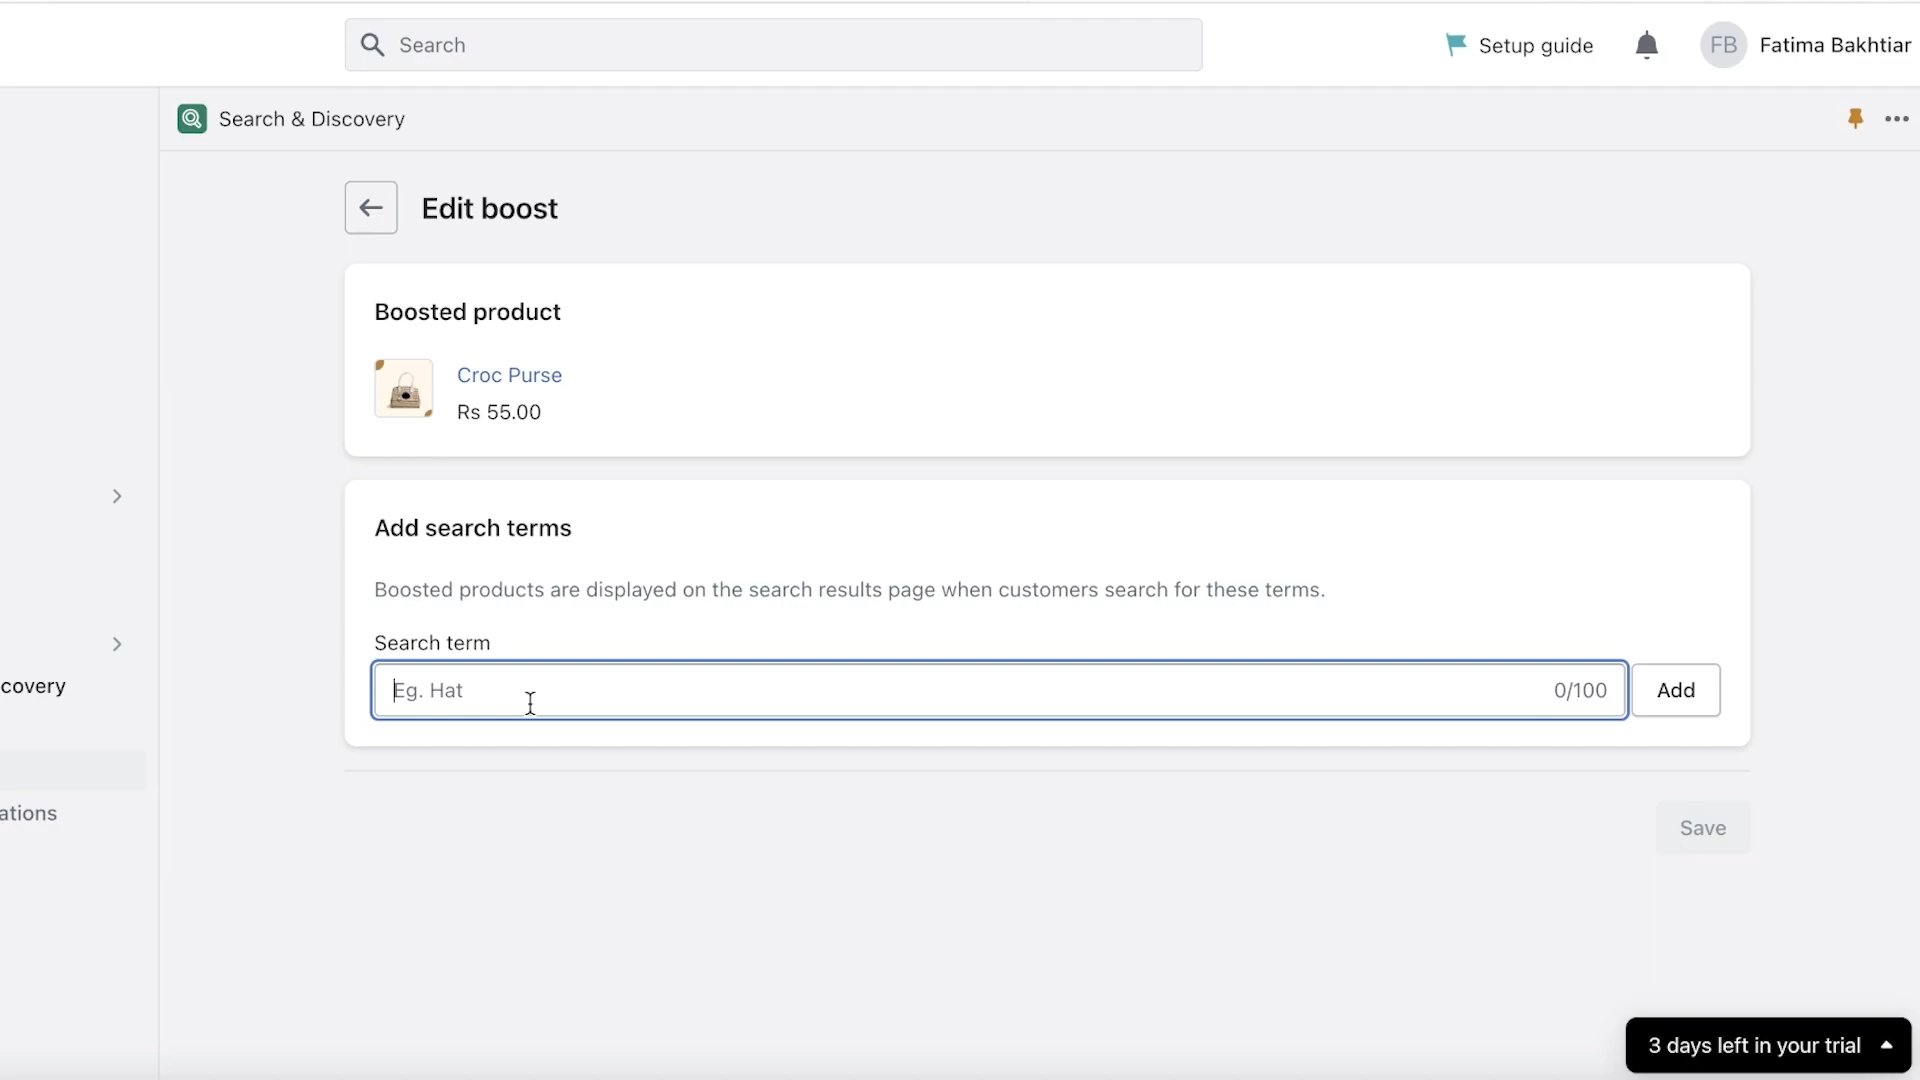 Search
Setup guide
FB
Fatima Bakhtiar
Search & Discovery
Edit boost
Boosted product
Croc Purse
Rs 55.00
Add search terms
Boosted products are displayed on the search results page when customers search for these terms.
Search term
Eg. Hat
0/100
Add
covery
ations
Save
3 days left in your trial